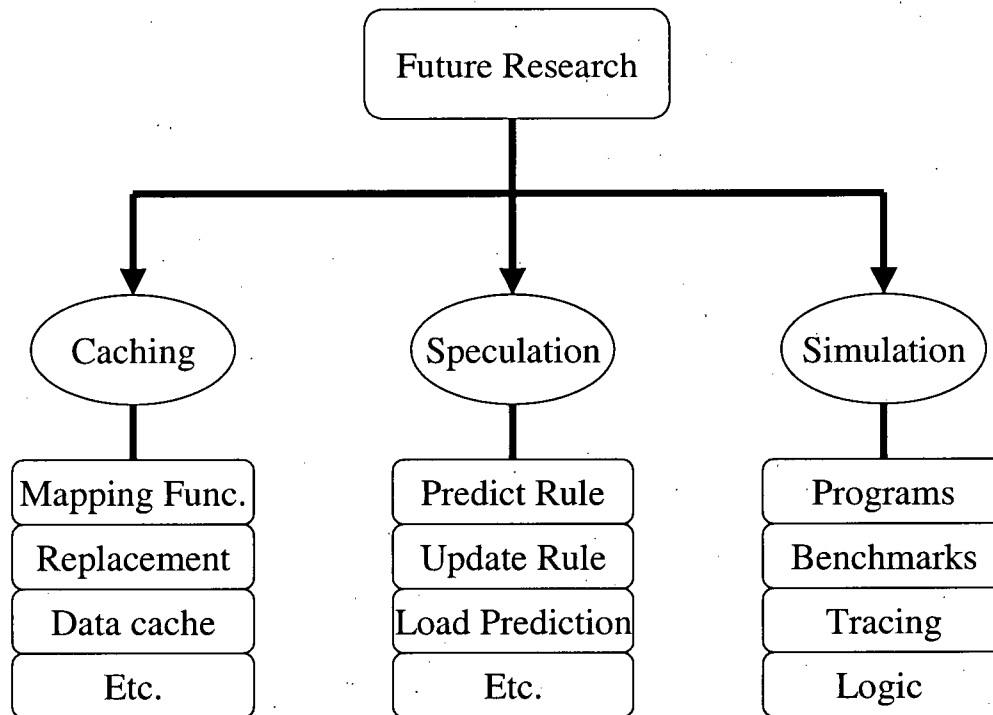 Future Research
Caching
Speculation
Simulation
Mapping Func.
Replacement
Data cache
Etc.
Predict Rule
Update Rule
Load Prediction
Etc.
Programs
Benchmarks
Tracing
Logic